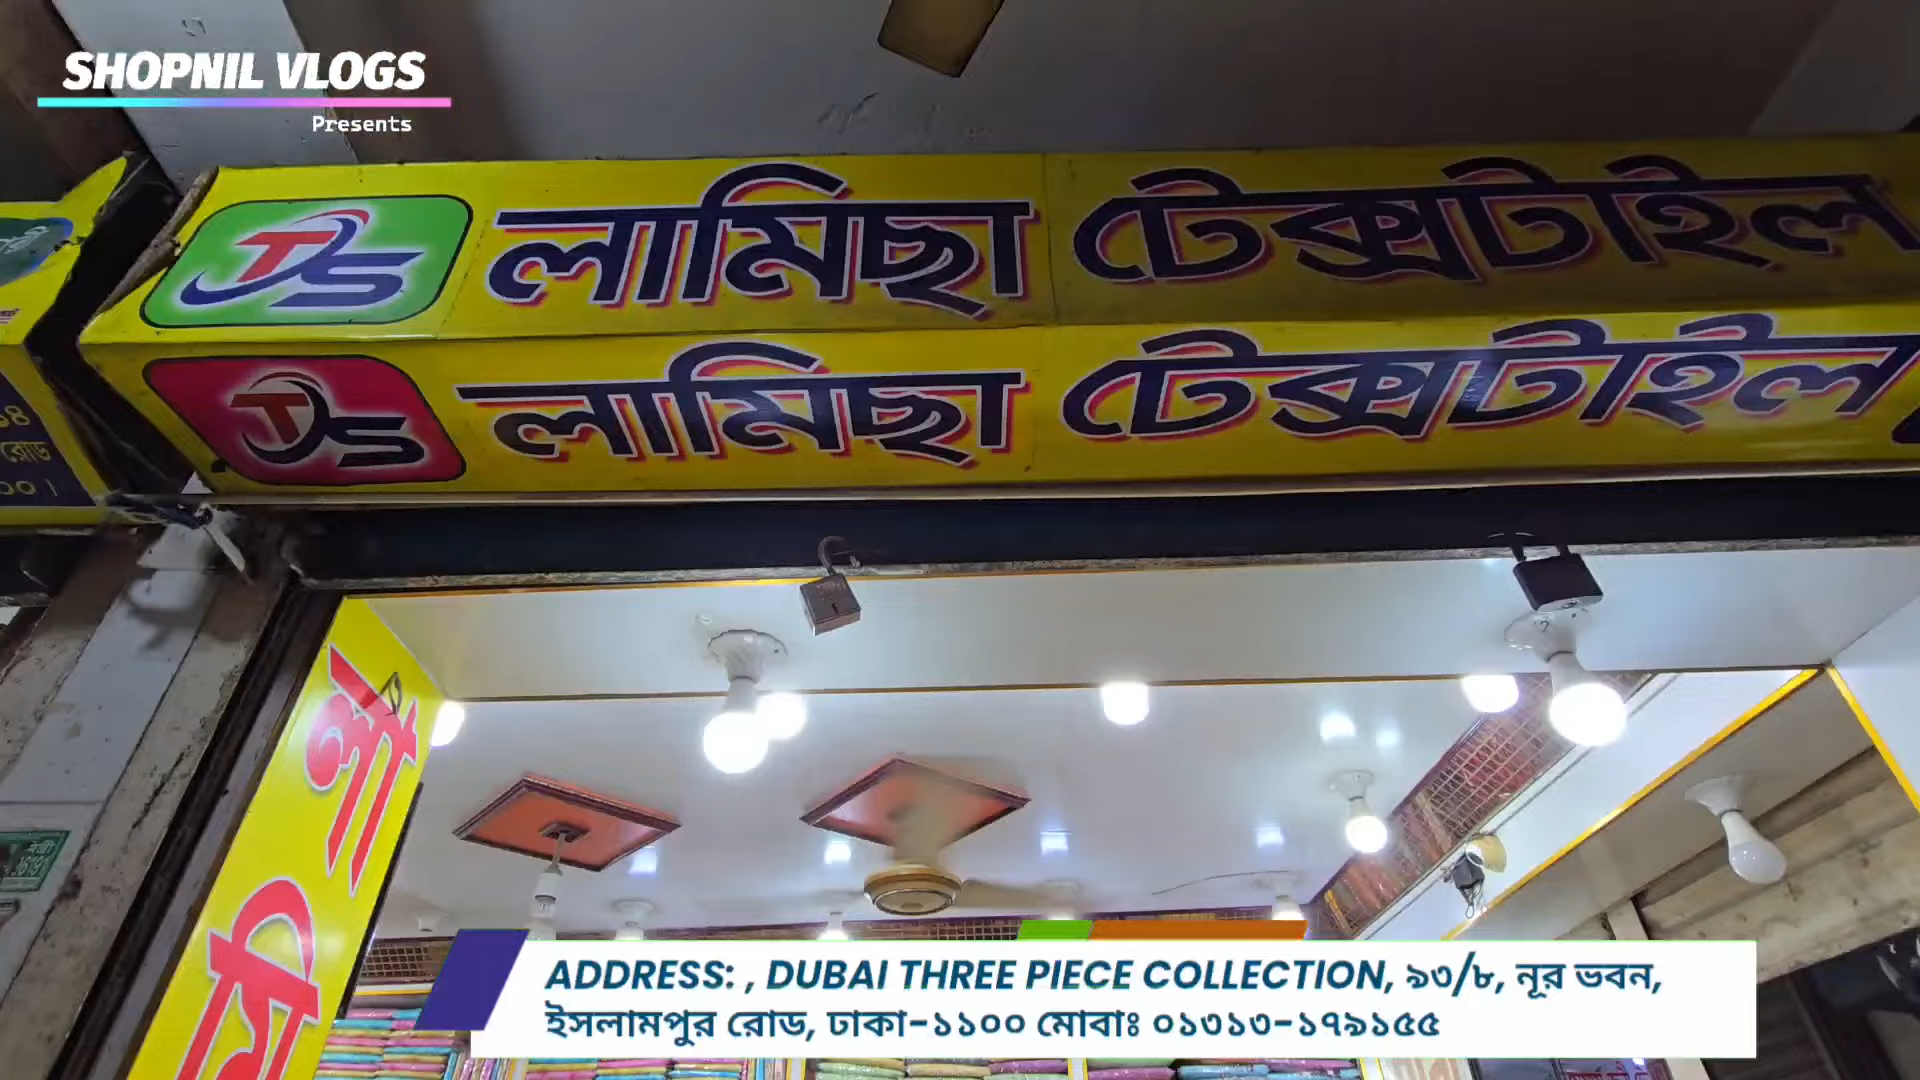 SHOPNIL VLOGS
Presents
TS লামিছা টেক্সটাইল
TS লামিছা টেক্সটাইল
রোড
ADDRESS: , DUBAI THREE PIECE COLLECTION, ৯৩/৮, নূর ভবন,
ইসলামপুর রোড, ঢাকা-১১০০ মোবাঃ ০১৩১৩-১৭৯১৫৫